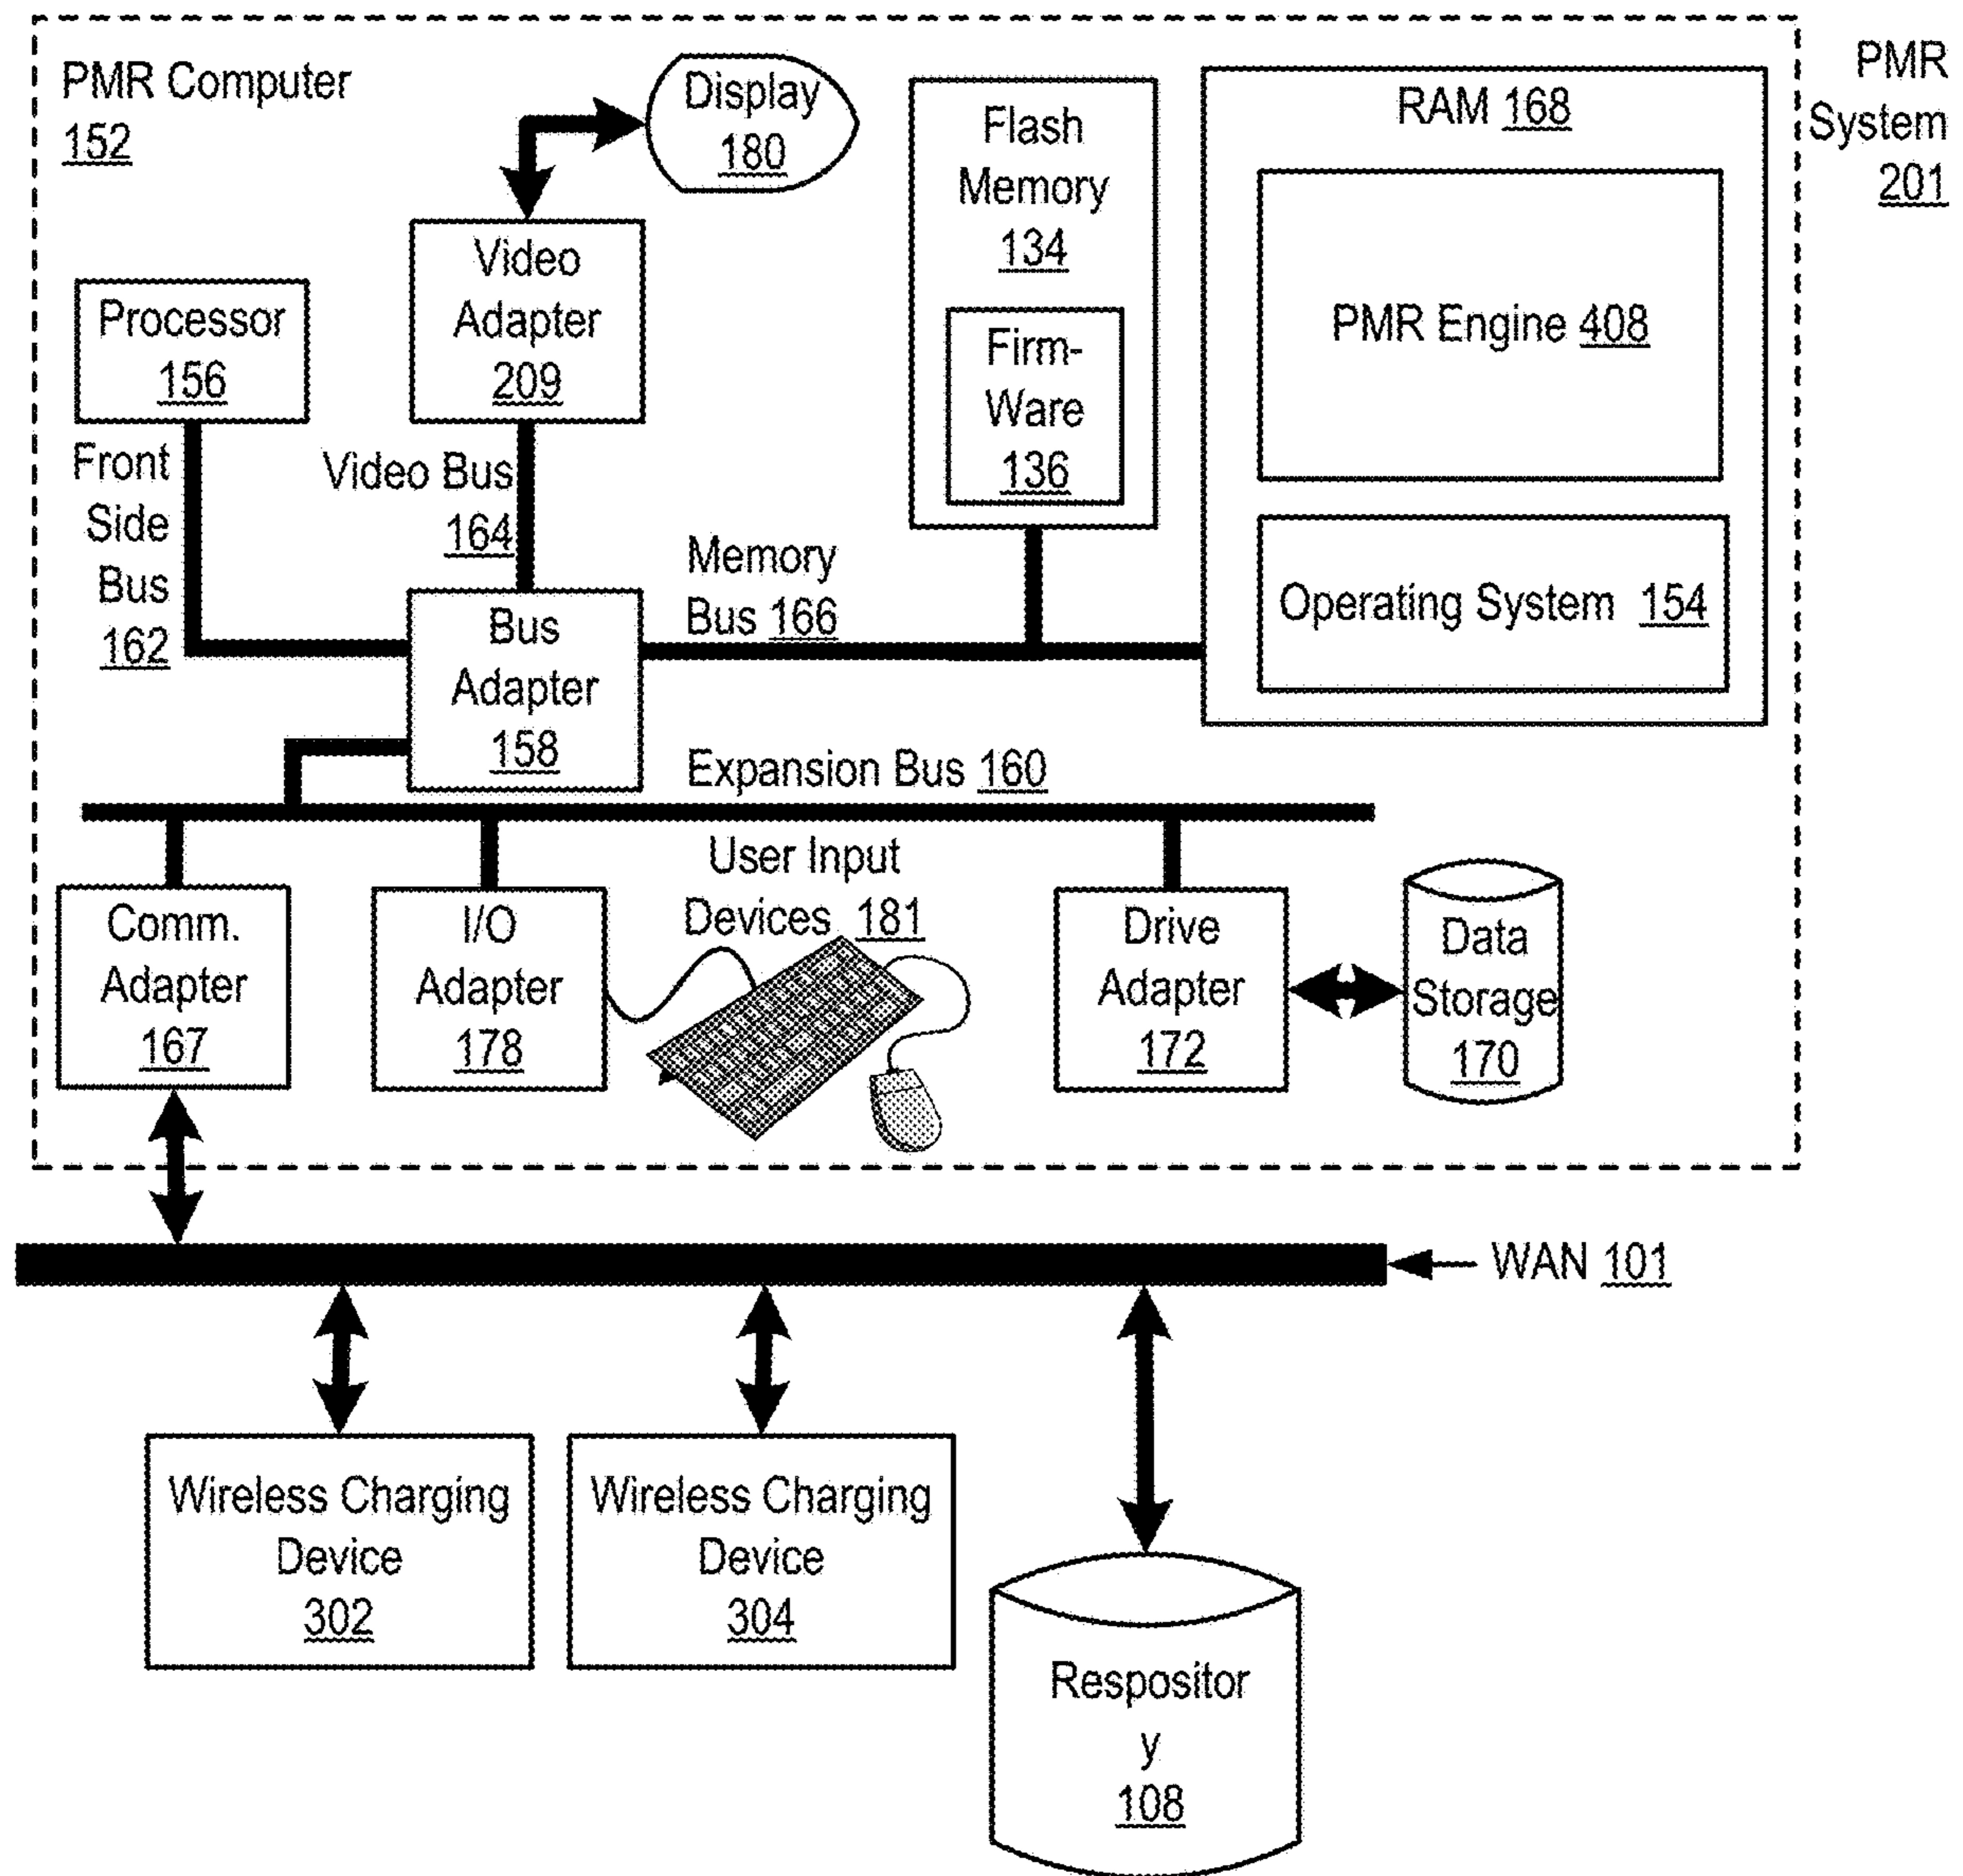 PMR Computer
152
Display
180
Flash
Memory
134
Firm-
Ware
136
RAM 168
PMR Engine 408
Operating System 154
PMR
System
201
Video
Adapter
209
Processor
156
Front
Side
Bus
162
Video Bus
164
Memory
Bus 166
Bus
Adapter
158
Expansion Bus 160
Comm.
Adapter
167
I/O
Adapter
178
User Input
Devices 181
Drive
Adapter
172
Data
Storage
170
WAN 101
Wireless Charging
Device
302
Wireless Charging
Device
304
Respositor
y
108